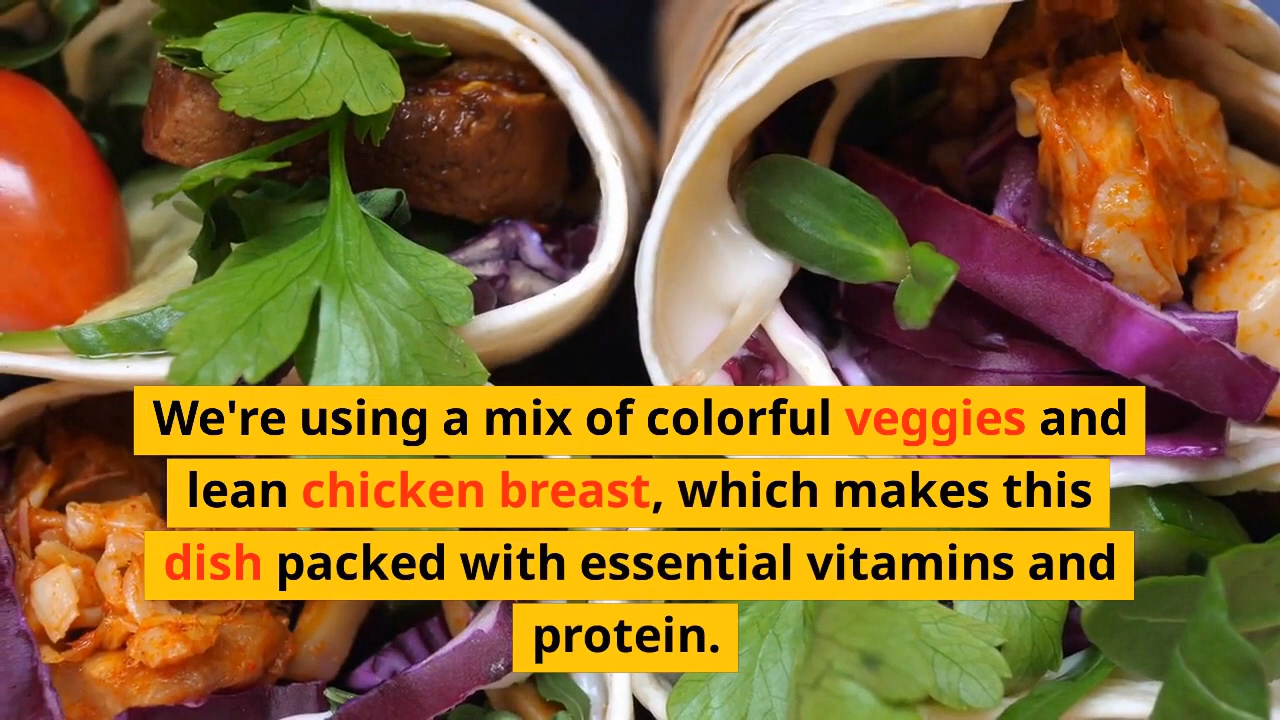 We're using a mix of colorful veggies and
lean chicken breast, which makes this
dish packed with essential vitamins and
protein.